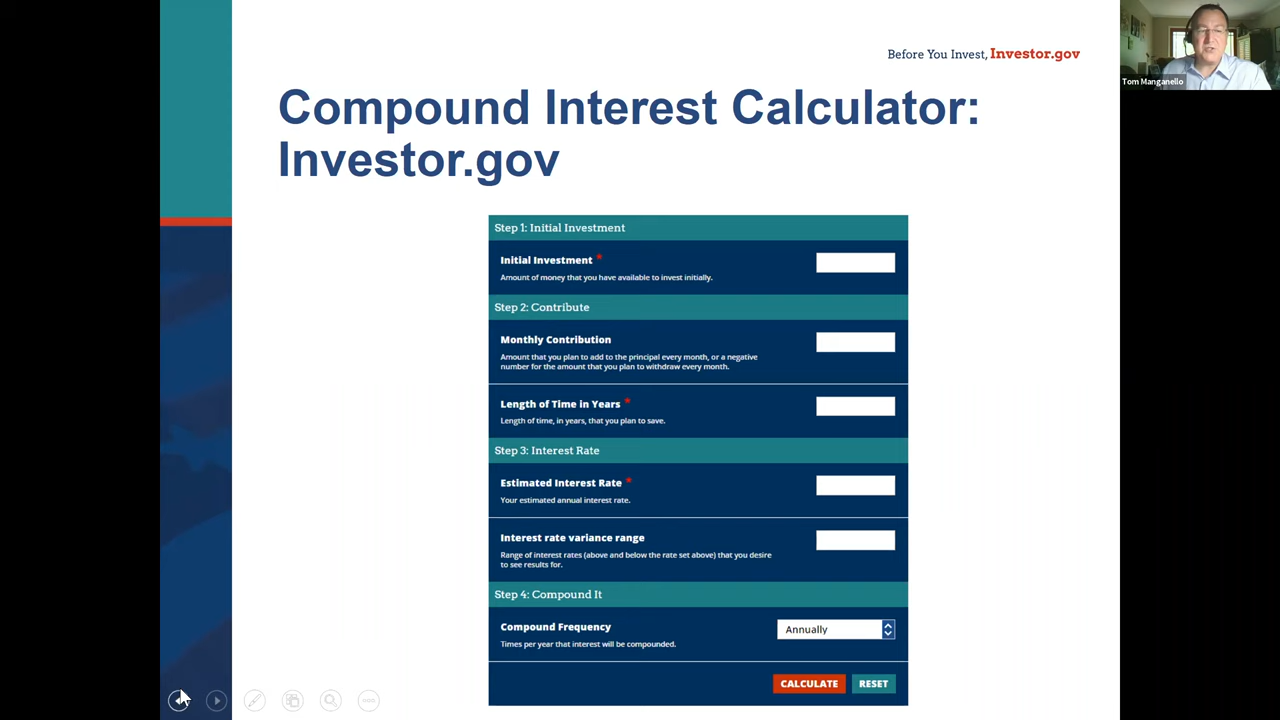 Before You Invest, Investor.gov
Tom Manganello
Compound Interest Calculator:
Investor.gov
Step 1: Initial Investment
Initial Investment *
Amount of money that you have available to invest initially.
Step 2: Contribute
Monthly Contribution
Amount that you plan to add to the principal every month, or a negative
number for the amount that you plan to withdraw every month.
Length of Time in Years *
Length of time, in years, that you plan to save.
Step 3: Interest Rate
Estimated Interest Rate *
Your estimated annual interest rate.
Interest rate variance range
Range of interest rates (above and below the rate set above) that you desire
to see results for.
Step 4: Compound It
Compound Frequency
Annually
Times per year that interest will be compounded.
CALCULATE RESET